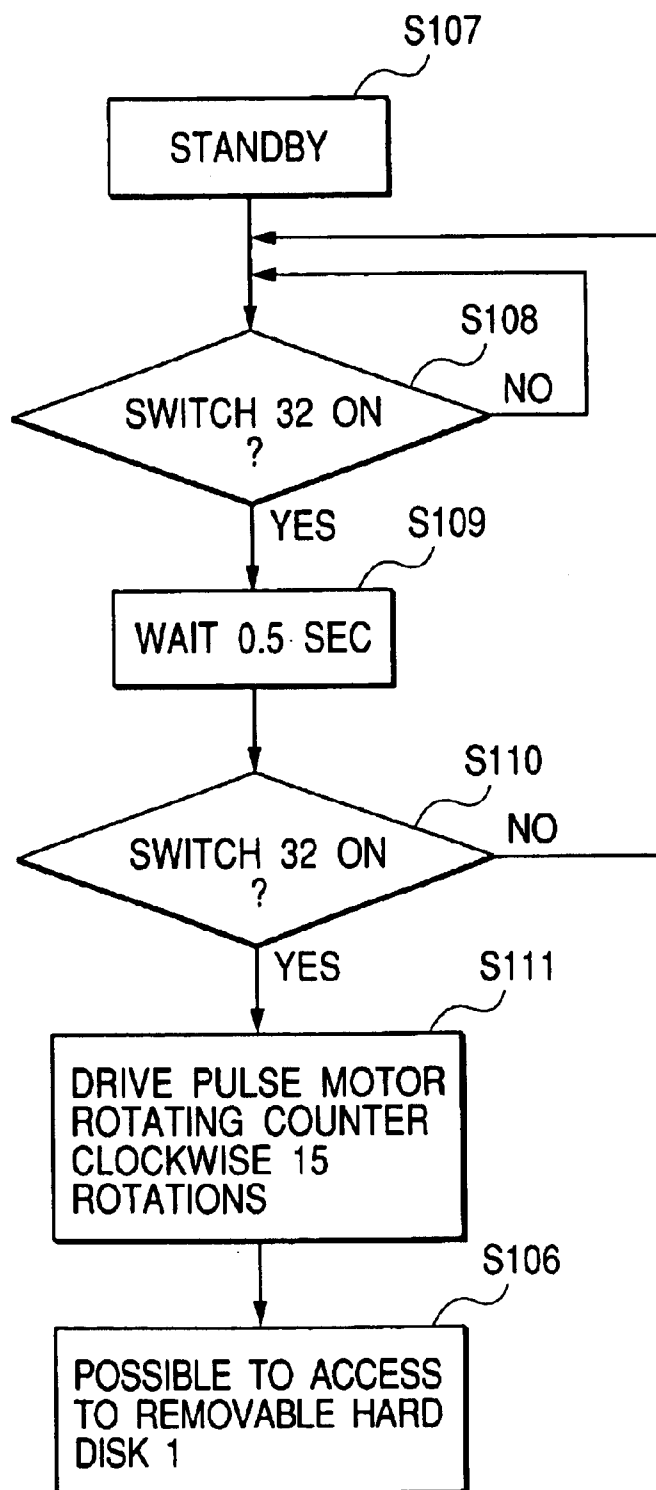 S107
STANDBY
S108
SWITCH 32 ON
?
NO
YES
S109
WAIT 0.5 SEC
S110
SWITCH 32 ON
?
NO
YES
S111
DRIVE PULSE MOTOR
ROTATING COUNTER
CLOCKWISE 15
ROTATIONS
S106
POSSIBLE TO ACCESS
TO REMOVABLE HARD
DISK 1